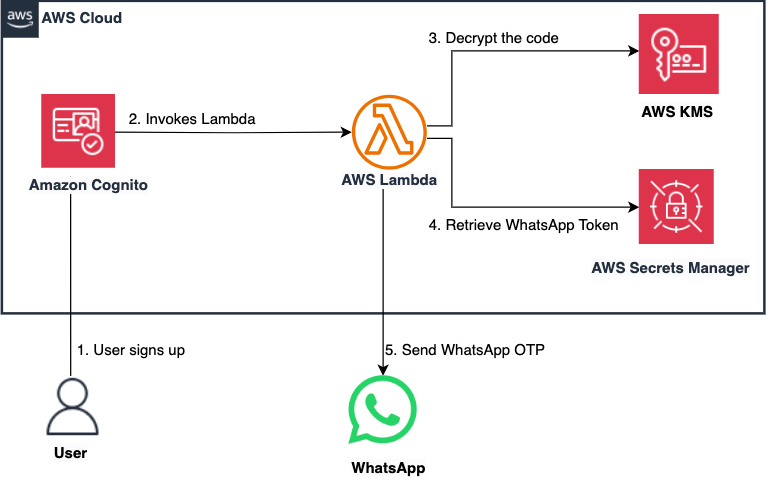 aws
AWS Cloud
3. Decrypt the code
AWS KMS
2. Invokes Lambda
Amazon Cognito
AWS Lambda
4. Retrieve WhatsApp Token
AWS Secrets Manager
1. User signs up
5. Send WhatsApp OTP
User
WhatsApp